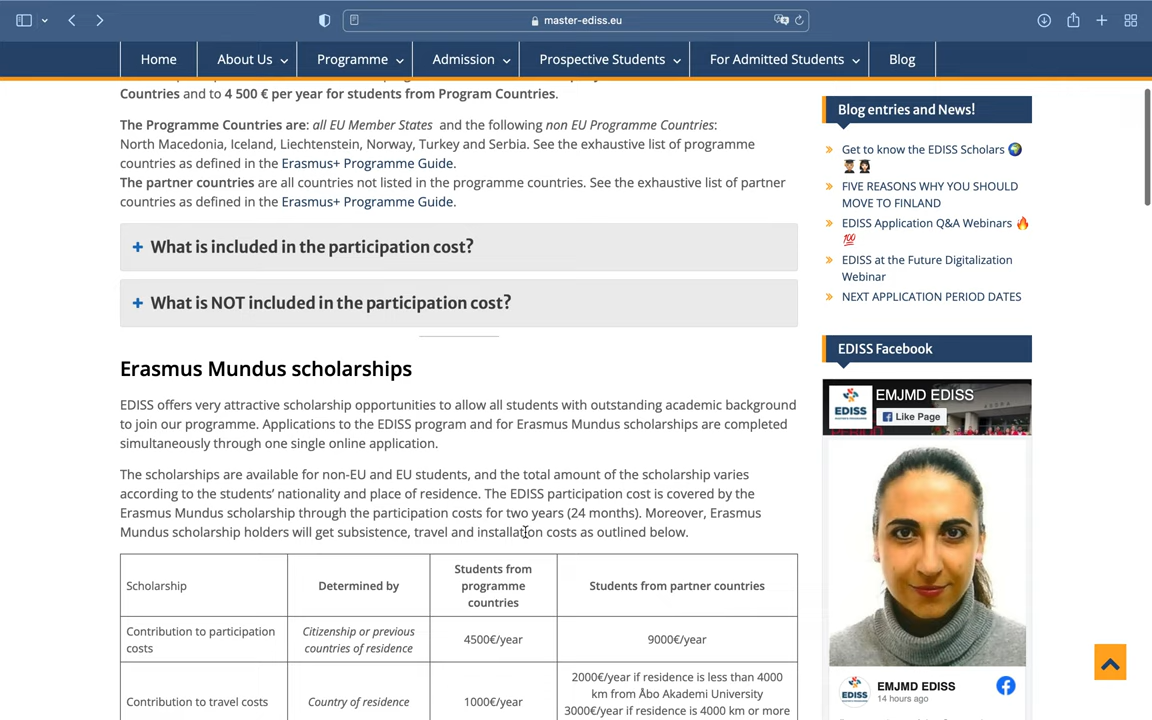 master-ediss.eu
Home
About Us
Programme
Admission
Prospective Students
For Admitted Students
Blog
Countries and to 4 500 € per year for students from Program Countries.
The Programme Countries are: all EU Member States and the following non EU Programme Countries:
North Macedonia, Iceland, Liechtenstein, Norway, Turkey and Serbia. See the exhaustive list of programme
countries as defined in the Erasmus+ Programme Guide.
The partner countries are all countries not listed in the programme countries. See the exhaustive list of partner
countries as defined in the Erasmus+ Programme Guide.
+ What is included in the participation cost?
+ What is NOT included in the participation cost?
Erasmus Mundus scholarships
EDISS offers very attractive scholarship opportunities to allow all students with outstanding academic background
to join our programme. Applications to the EDISS program and for Erasmus Mundus scholarships are completed
simultaneously through one single online application.
The scholarships are available for non-EU and EU students, and the total amount of the scholarship varies
according to the students’ nationality and place of residence. The EDISS participation cost is covered by the
Erasmus Mundus scholarship through the participation costs for two years (24 months). Moreover, Erasmus
Mundus scholarship holders will get subsistence, travel and installation costs as outlined below.
Scholarship
Determined by
Students from
programme
countries
Students from partner countries
Contribution to participation
costs
Citizenship or previous
countries of residence
4500€/year
9000€/year
Contribution to travel costs
Country of residence
1000€/year
2000€/year if residence is less than 4000
km from Åbo Akademi University
3000€/year if residence is 4000 km or more
Blog entries and News!
Get to know the EDISS Scholars 🌍
👨🏼‍🎓 👩🏻‍🎓
FIVE REASONS WHY YOU SHOULD
MOVE TO FINLAND
EDISS Application Q&A Webinars 🔥
💯
EDISS at the Future Digitalization
Webinar
NEXT APPLICATION PERIOD DATES
EDISS Facebook
EDISS
EMJMD EDISS
Like Page
EDISS
EMJMD EDISS
14 hours ago